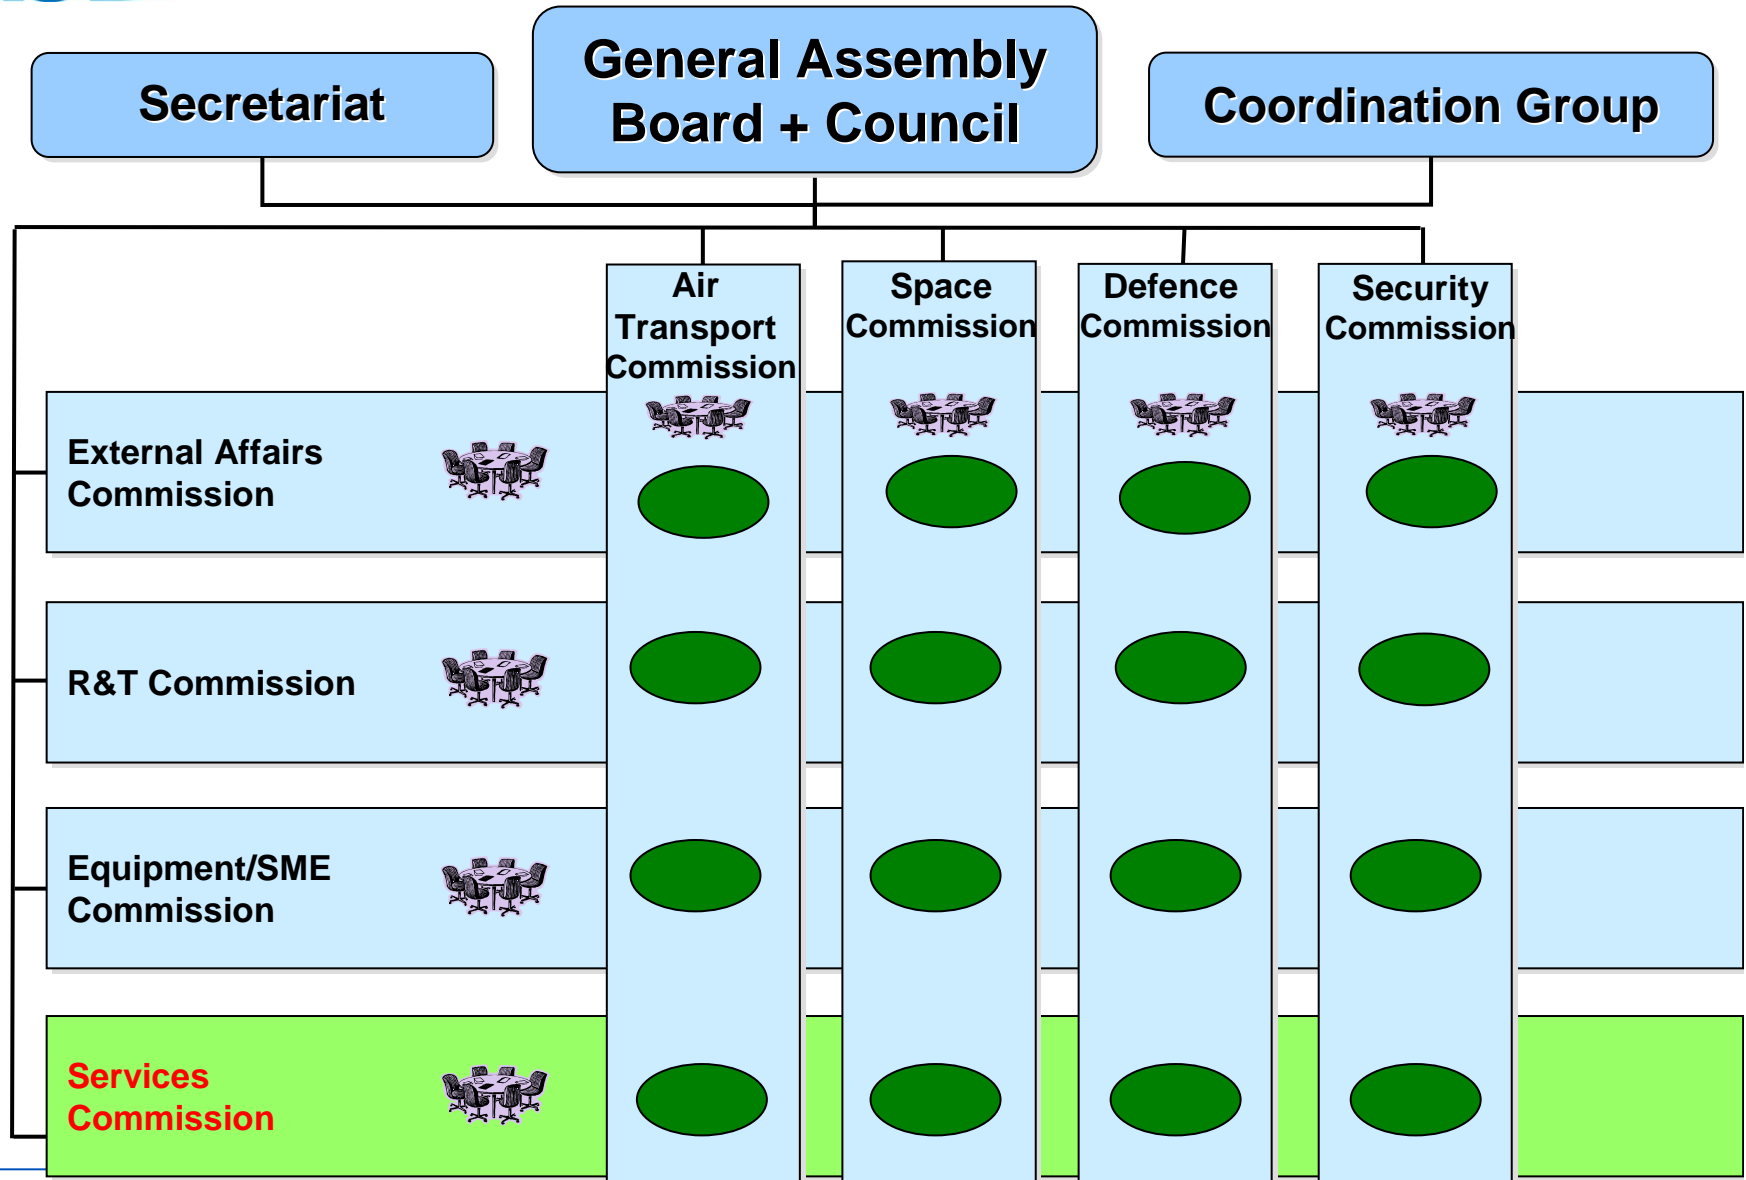 General Assembly
Board + Council
Secretariat
Coordination Group
Air
Transport
Commission
Space
Commission
Defence
Commission
Security
Commission
External Affairs
Commission
R&T Commission
Equipment/SME
Commission
Services
Commission